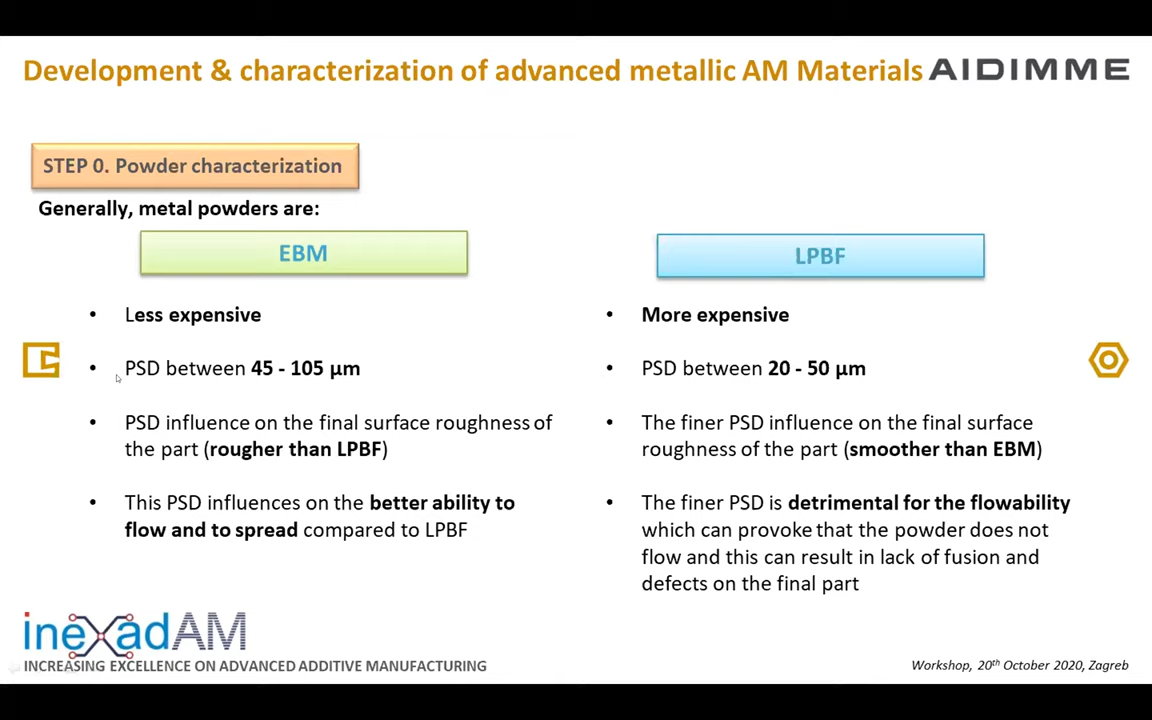 Development & characterization of advanced metallic AM Materials
AIDIMME
STEP 0. Powder characterization
Generally, metal powders are:
EBM
• Less expensive
• PSD between 45 - 105 µm
• PSD influence on the final surface roughness of
the part (rougher than LPBF)
• This PSD influences on the better ability to
flow and to spread compared to LPBF
LPBF
• More expensive
• PSD between 20 - 50 µm
• The finer PSD influence on the final surface
roughness of the part (smoother than EBM)
• The finer PSD is detrimental for the flowability
which can provoke that the powder does not
flow and this can result in lack of fusion and
defects on the final part
inexadAM
INCREASING EXCELLENCE ON ADVANCED ADDITIVE MANUFACTURING
Workshop, 20th October 2020, Zagreb